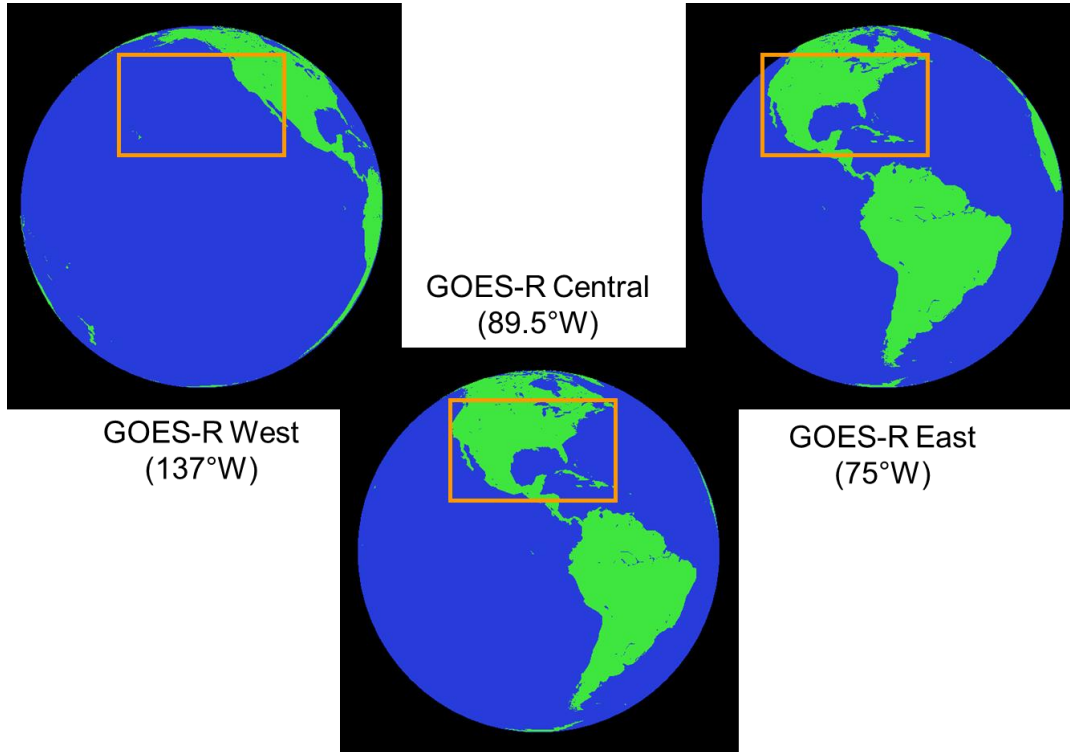 GOES-R Central
(89.5°W)
GOES-R West
(137°W)
GOES-R East
(75°W)